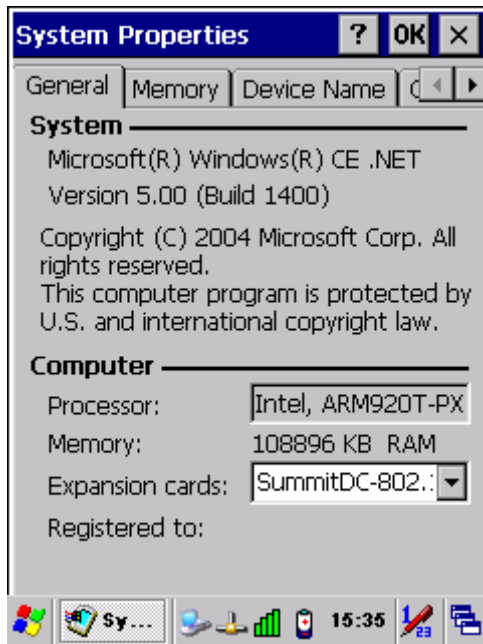 System Properties ? OK ×
General Memory Device Name
System
Microsoft(R) Windows(R) CE .NET
Version 5.00 (Build 1400)
Copyright (C) 2004 Microsoft Corp. All
rights reserved.
This computer program is protected by
U.S. and international copyright law.
Computer
Processor: Intel, ARM920T-PX
Memory: 108896 KB RAM
Expansion cards: SummitDC-802.
Registered to:
Sy... 15:35 23